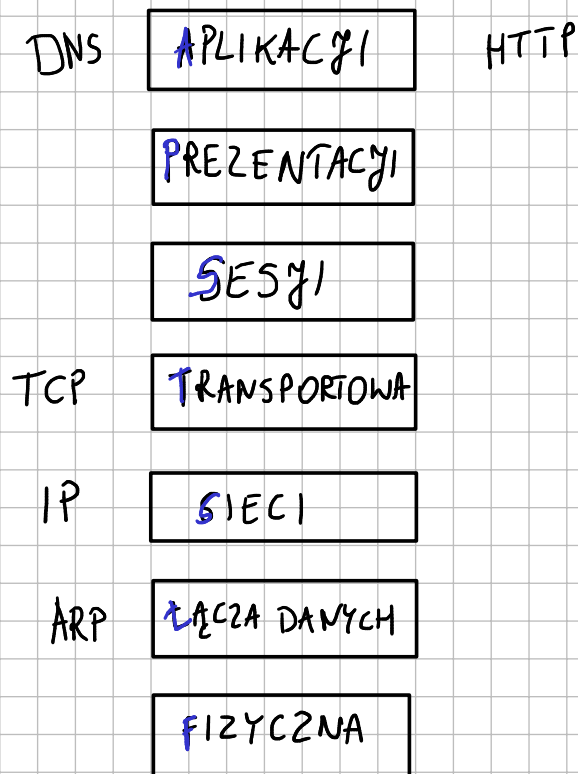 DNS APLIKACJI HTTP
PREZENTACJI
SESJI
TCP TRANSPORTOWA
IP SIECI
ARP ŁĄCZA DANYCH
FIZYCZNA